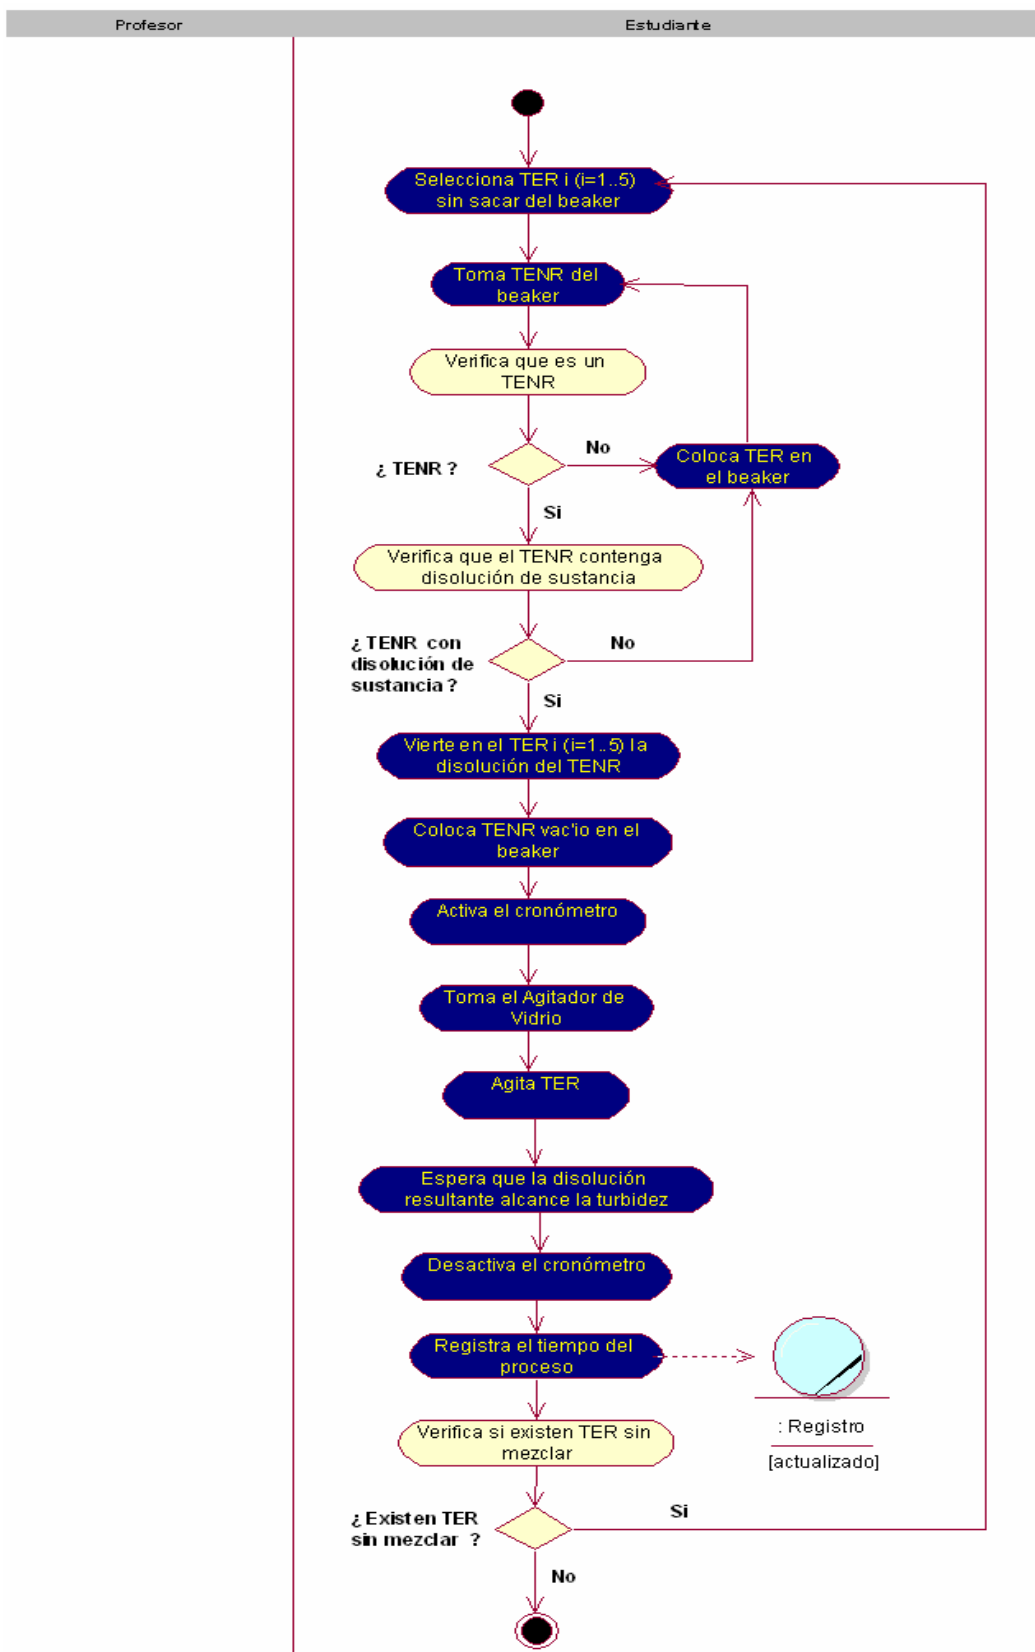 Profesor
Estudiante
Selecciona TER i (i=1..5)
sin sacar del beaker
Toma TENR del
beaker
Verifica que es un
TENR
¿ TENR ?
No
Coloca TER en
el beaker
Si
Verifica que el TENR contenga
disolución de sustancia
¿ TENR con
disolución de
sustancia ?
No
Si
Vierte en el TER i (i=1..5) la
disolución del TENR
Coloca TENR vac'io en el
beaker
Activa el cronómetro
Toma el Agitador de
Vidrio
Agita TER
Espera que la disolución
resultante alcance la turbidez
Desactiva el cronómetro
Registra el tiempo del
proceso
: Registro
[actualizado]
Verifica si existen TER sin
mezclar
¿ Existen TER
sin mezclar ?
Si
No